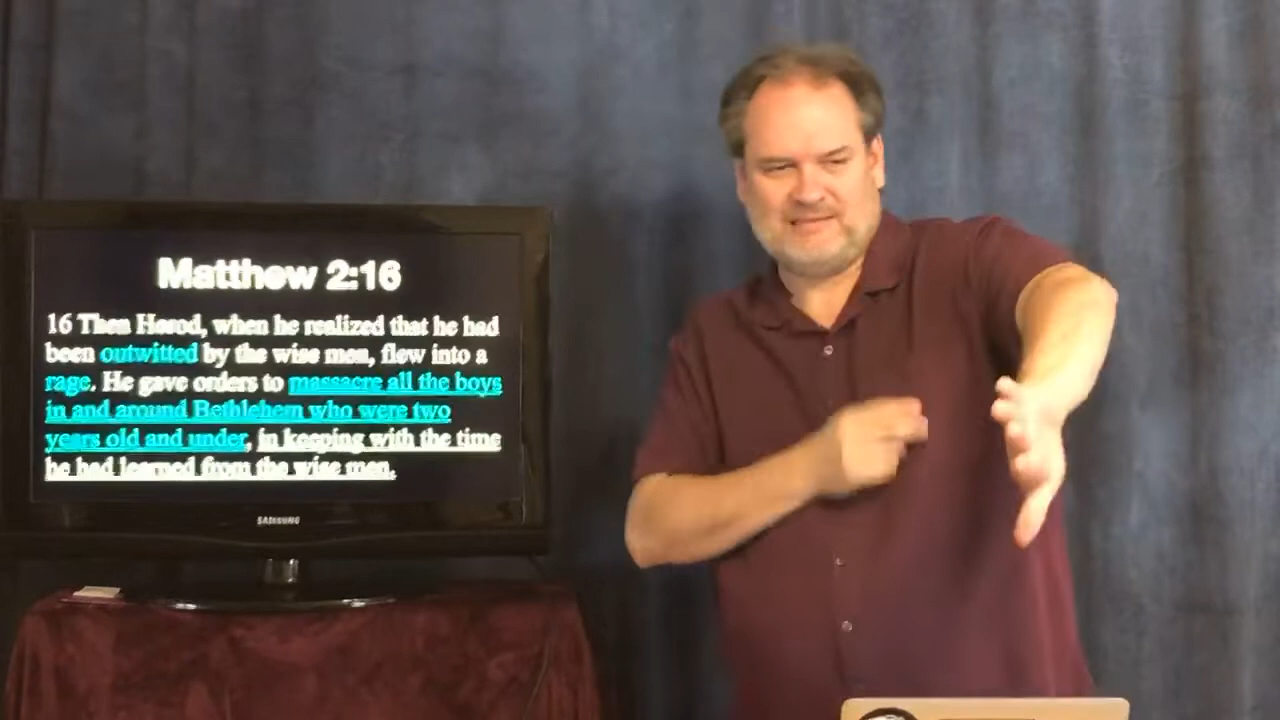 Matthew 2:16
16 Then Herod, when he realized that he had
been outwitted by the wise men, flew into a
rage. He gave orders to massacre all the boys
in and around Bethlehem who were two
years old and under, in keeping with the time
he had learned from the wise men.
SAMSUNG